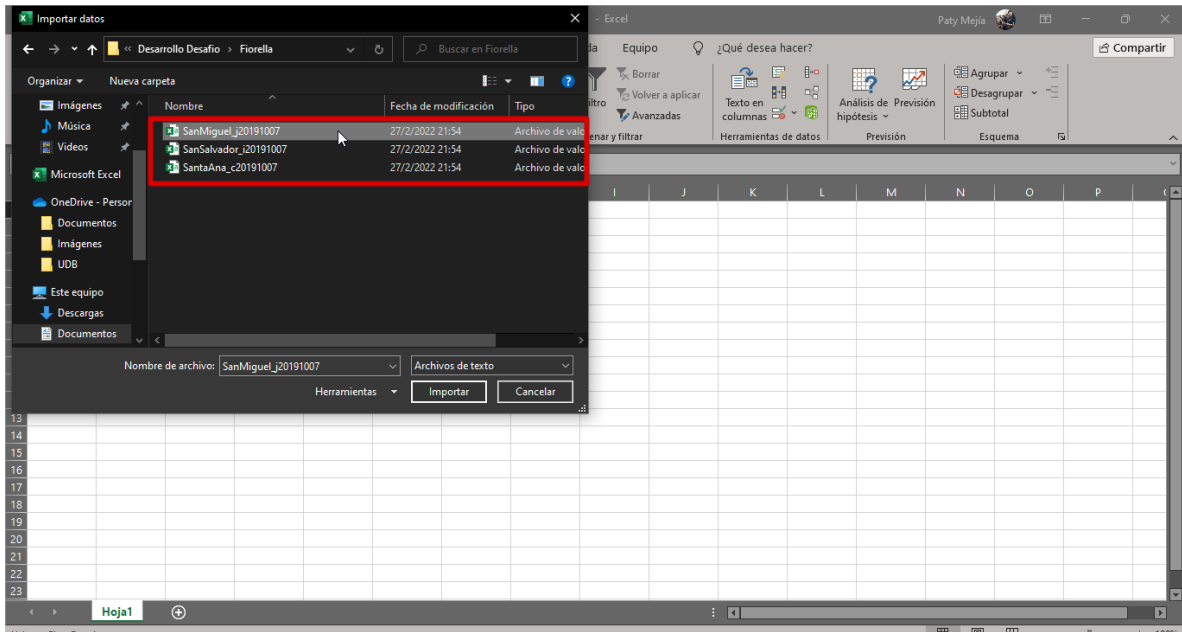 Importar datos
- Excel
Paty Mejía
« Desarrollo Desafio › Fiorella
Buscar en Fiorella
da
Equipo
¿Qué desea hacer?
Compartir
Organizar
Nueva carpeta
Imágenes
Música
Videos
Microsoft Excel
OneDrive - Person
Documentos
Imágenes
UDB
Este equipo
Descargas
Documentos
Nombre
Fecha de modificación
Tipo
SanMiguel_j20191007
27/2/2022 21:54
Archivo de valo
SanSalvador_i20191007
27/2/2022 21:54
Archivo de valo
SantaAna_c20191007
27/2/2022 21:54
Archivo de valo
Nombre de archivo:
SanMiguel_j20191007
Archivos de texto
Herramientas
Importar
Cancelar
iltro
Borrar
Volver a aplicar
Avanzadas
enar y filtrar
Texto en
columnas
Herramientas de datos
Análisis de
hipótesis
Previsión
Previsión
Agrupar
Desagrupar
Subtotal
Esquema
I
J
K
L
M
N
O
P
13
14
15
16
17
18
19
20
21
22
23
Hoja1